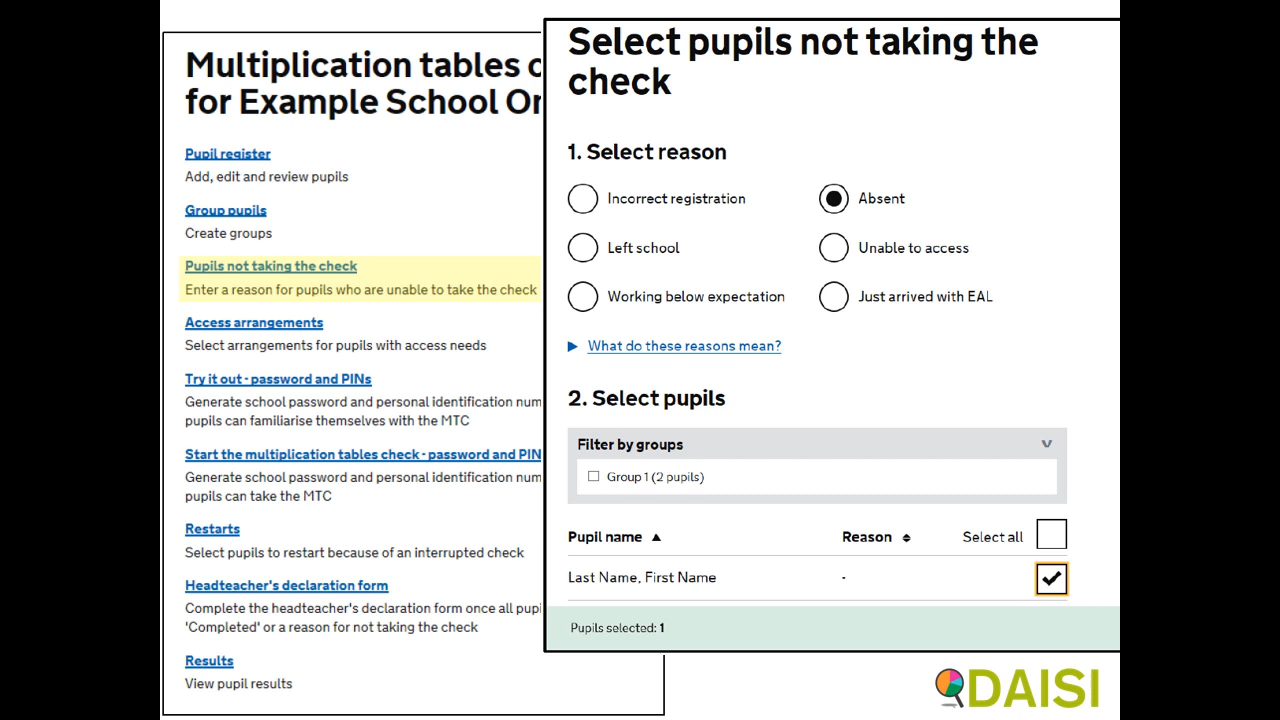 Multiplication tables
for Example School
Pupil register
Add, edit and review pupils
Group pupils
Create groups
Pupils not taking the check
Enter a reason for pupils who are unable to take the check
Access arrangements
Select arrangements for pupils with access needs
Try it out - password and PINs
Generate school password and personal identification num
pupils can familiarise themselves with the MTC
Start the multiplication tables check - password and PIN
Generate school password and personal identification num
pupils can take the MTC
Restarts
Select pupils to restart because of an interrupted check
Headteacher's declaration form
Complete the headteacher's declaration form once all pupi
'Completed' or a reason for not taking the check
Results
View pupil results
Select pupils not taking the
check
1. Select reason
Incorrect registration
Absent
Left school
Unable to access
Working below expectation
Just arrived with EAL
What do these reasons mean?
2. Select pupils
Filter by groups
Group 1 (2 pupils)
Pupil name Reason Select all
Last Name, First Name -
Pupils selected: 1
DAISI